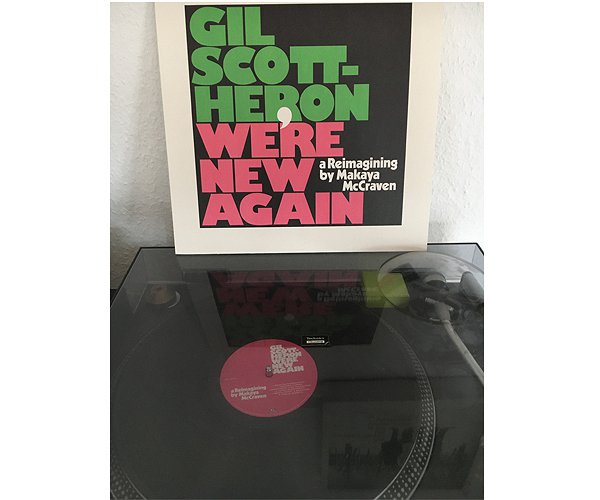 GIL
SCOTT-
HERON
WE’RE
NEW
AGAIN
a Reimagining
by Makaya
McCraven
GIL
SCOTT-
HERON
WE’RE
NEW
AGAIN
a Reimagining
by Makaya
McCraven